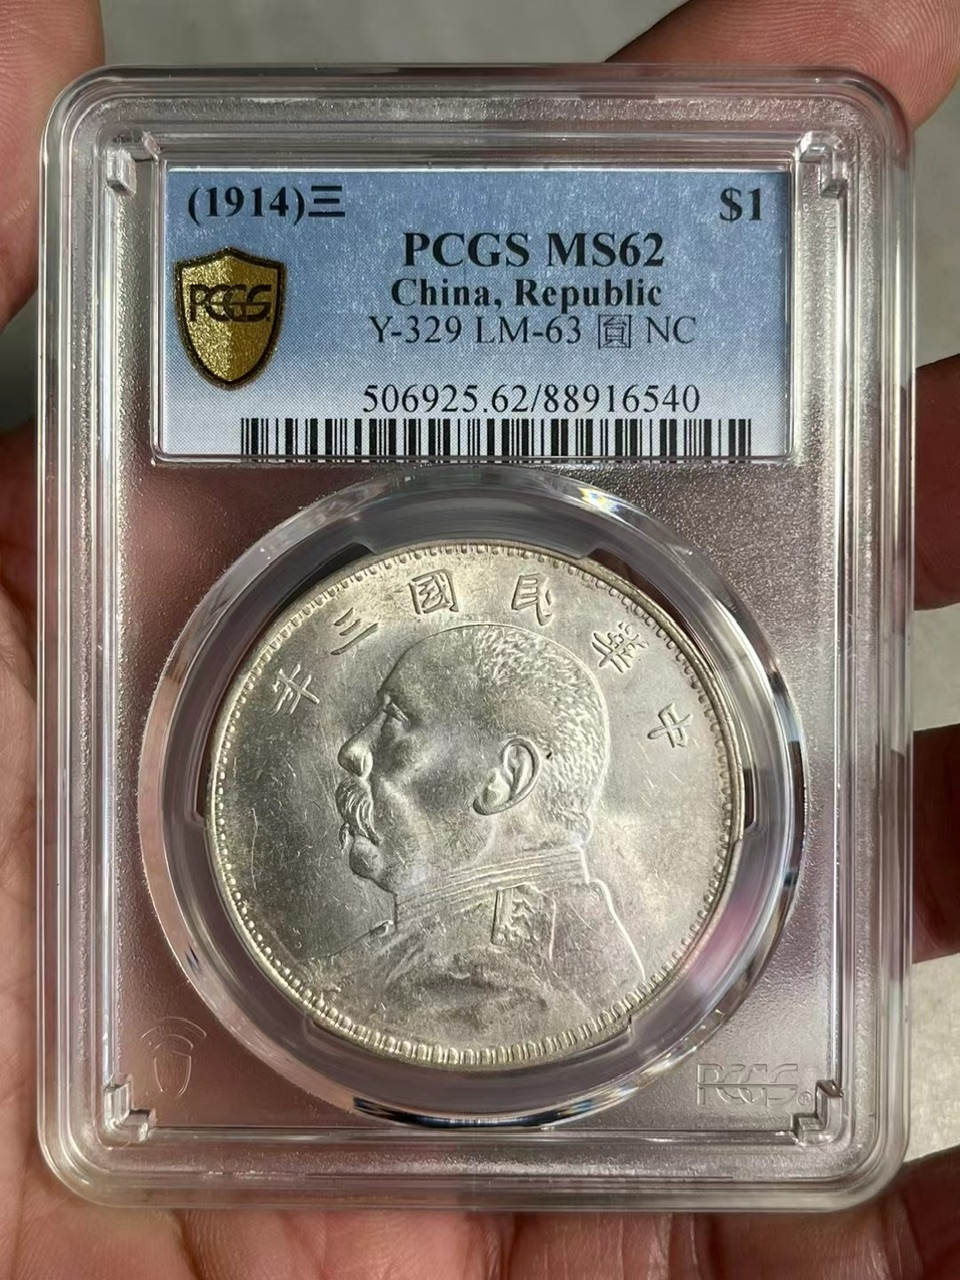 (1914)三 $1
PCGS MS62
China, Republic
PCGS
Y-329 LM-63 圓 NC
506925.62/88916540
中華民國三年
PCGS